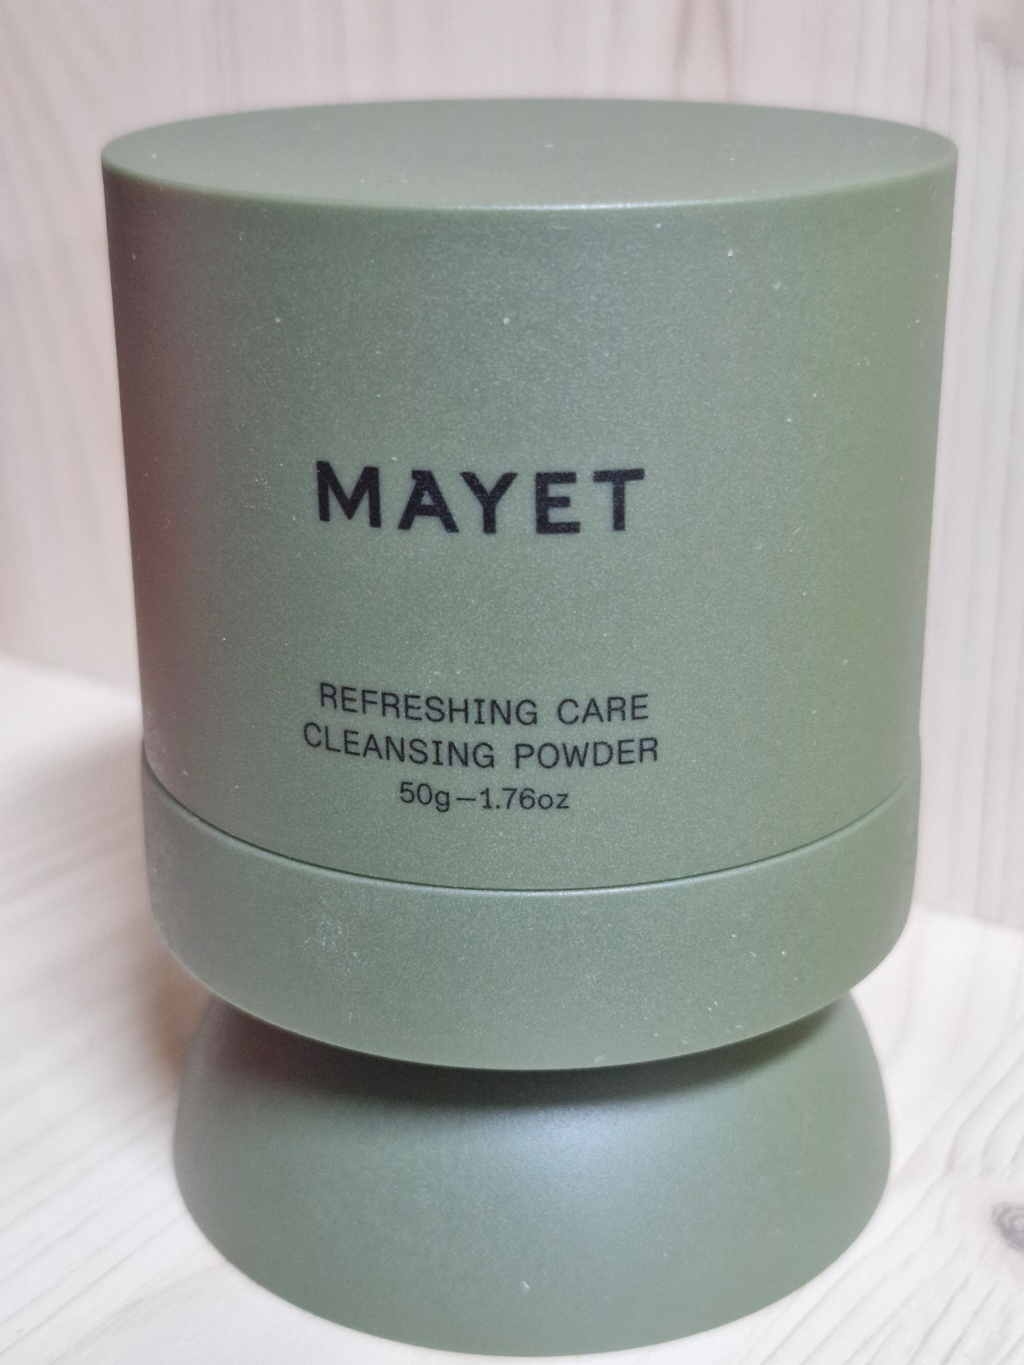 MAYET
REFRESHING CARE
CLEANSING POWDER
50g—1.76oz